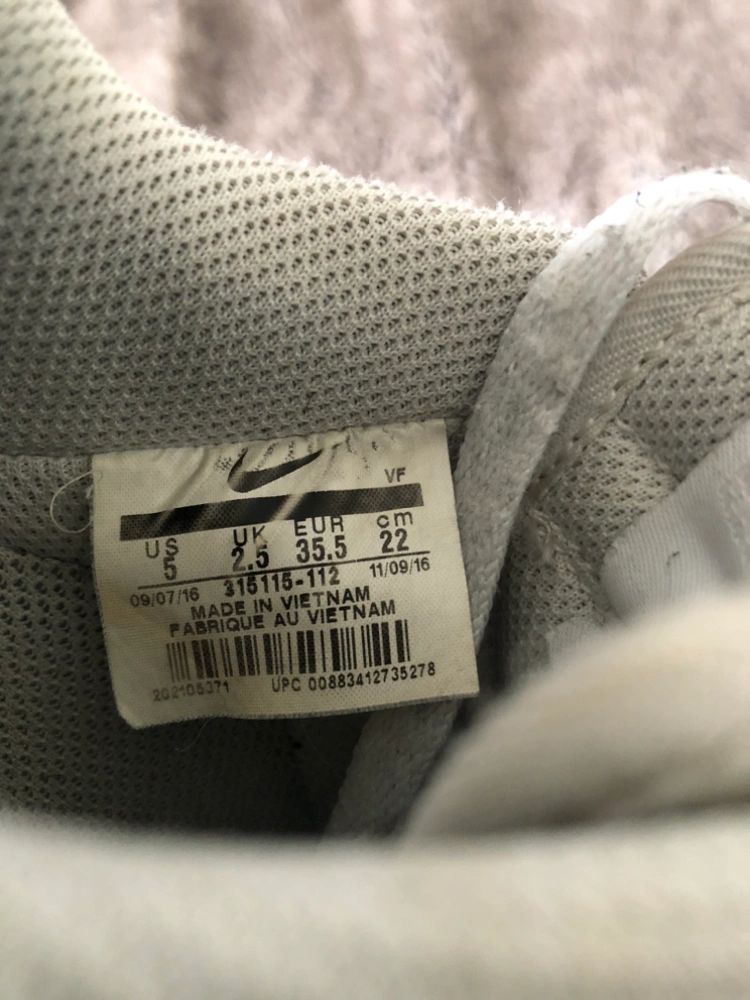 VF
US UK EUR cm
5 2.5 35.5 22
09/07/16 315115-112 11/09/16
MADE IN VIETNAM
FABRIQUE AU VIETNAM
202105371 UPC 00883412735278